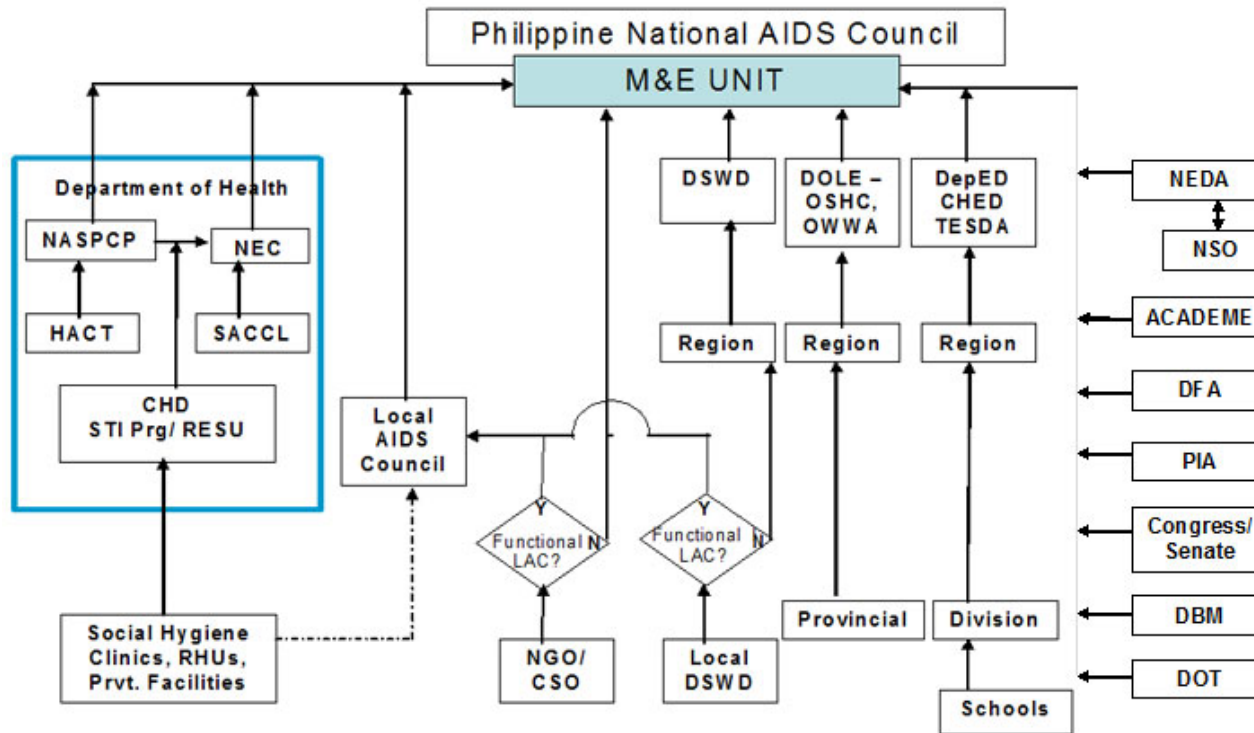 Philippine National AIDS Council
M&E UNIT
Department of Health
NASPCP
NEC
HACT
SACCL
CHD
STI Prg/ RESU
Social Hygiene
Clinics, RHUs,
Prvt. Facilities
Local
AIDS
Council
Y
Functional N
LAC?
NGO/
CSO
Y
Functional N
LAC?
Local
DSWD
DSWD
Region
DOLE –
OSHC,
OWWA
Region
Provincial
DepED
CHED
TESDA
Region
Division
Schools
NEDA
NSO
ACADEME
DFA
PIA
Congress/
Senate
DBM
DOT